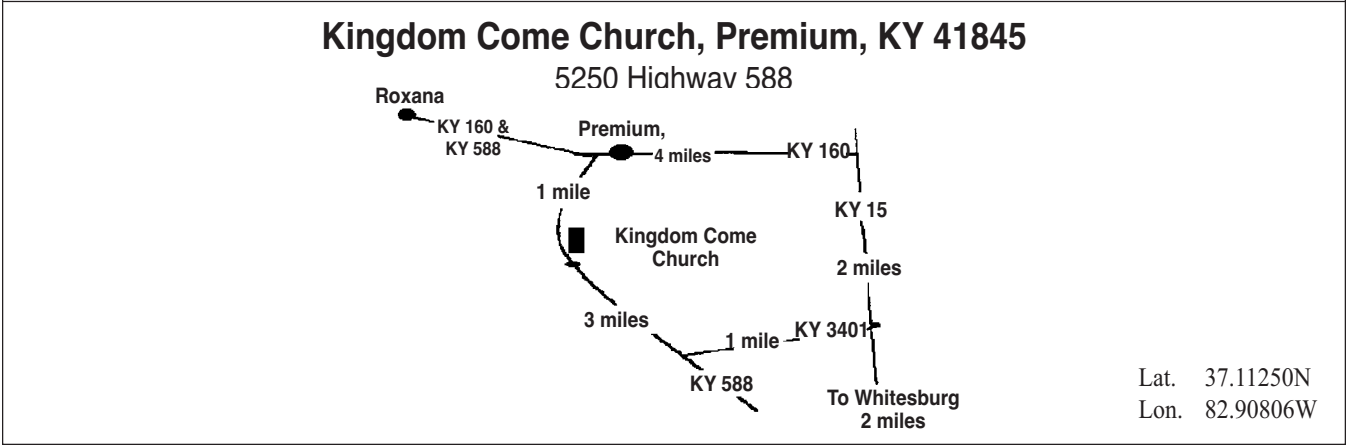 Kingdom Come Church, Premium, KY 41845
5250 Highway 588
Roxana
KY 160 &
KY 588
Premium,
4 miles
KY 160
1 mile
KY 15
Kingdom Come
Church
2 miles
3 miles
1 mile
KY 3401
KY 588
To Whitesburg
2 miles
Lat. 37.11250N
Lon. 82.90806W